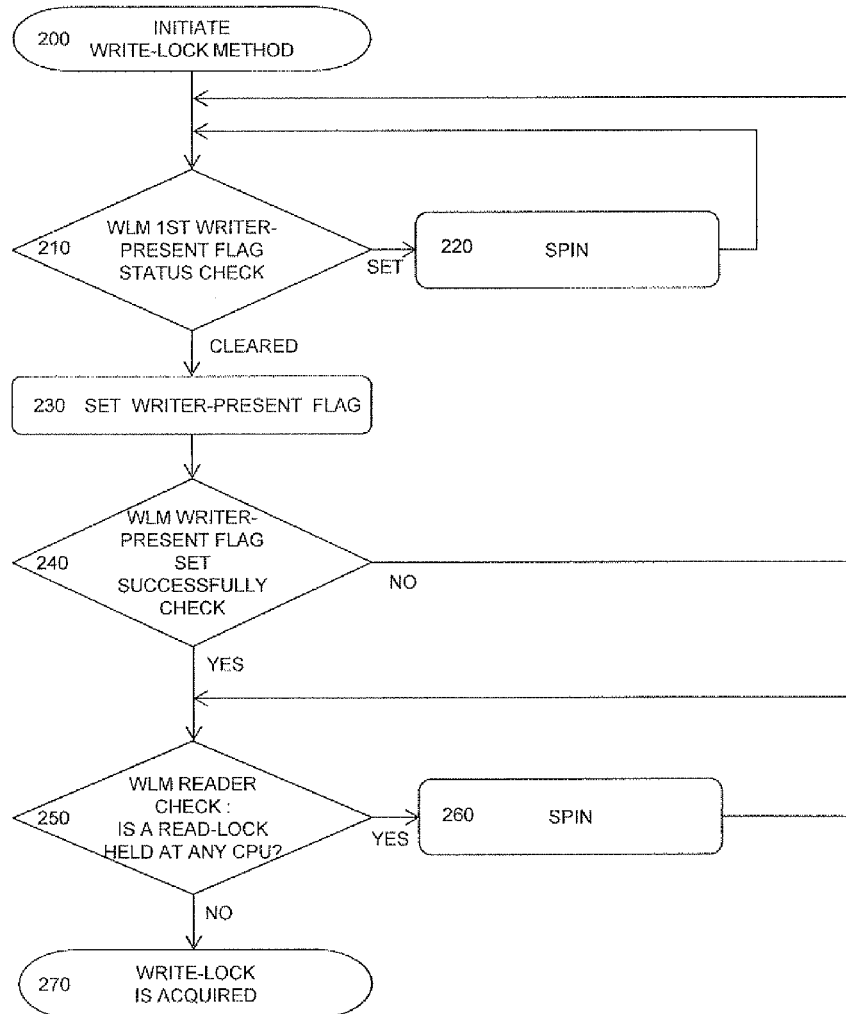 200 INITIATE
WRITE-LOCK METHOD
WLM 1ST WRITER-
210 PRESENT FLAG
STATUS CHECK
SET
220 SPIN
CLEARED
230 SET WRITER-PRESENT FLAG
WLM WRITER-
PRESENT FLAG
240 SET
SUCCESSFULLY
CHECK
NO
YES
WLM READER
CHECK :
250 IS A READ-LOCK
HELD AT ANY CPU?
YES
260 SPIN
NO
270 WRITE-LOCK
IS ACQUIRED